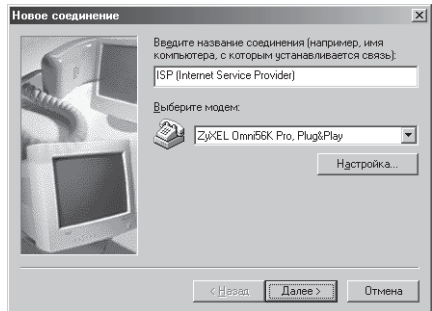 Новое соединение
Введите название соединения (например, имя
компьютера, с которым устанавливается связь):
ISP (Internet Service Provider)
Выберите модем:
ZyXEL Omni56K Pro, Plug&Play
Настройка...
< Назад
Далее >
Отмена